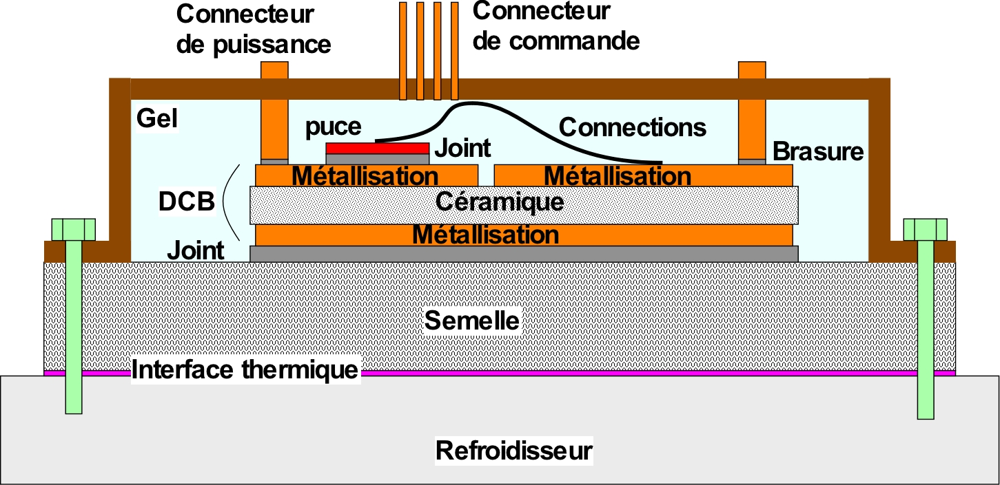 Connecteur
de puissance
Connecteur
de commande
Gel
puce
Connections
Joint
Brasure
Métallisation
Métallisation
DCB
Céramique
Métallisation
Joint
Semelle
Interface thermique
Refroidisseur